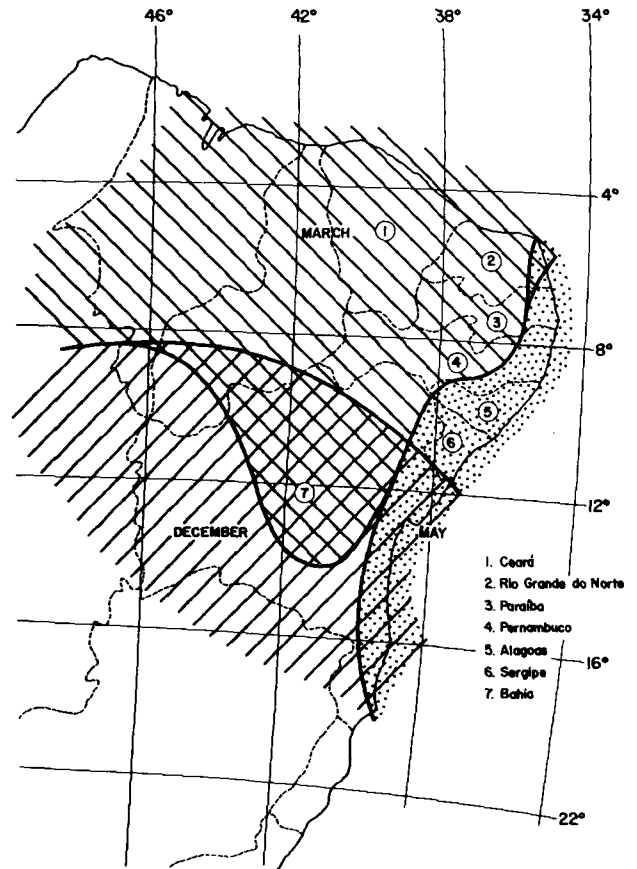 46° 42° 38° 34°
4°
MARCH
1
2
3
8°
4
5
6
7
12°
DECEMBER MAY
1. Ceará
2. Rio Grande do Norte
3. Paraíba
4. Pernambuco
5. Alagoas
16°
6. Sergipe
7. Bahia
22°